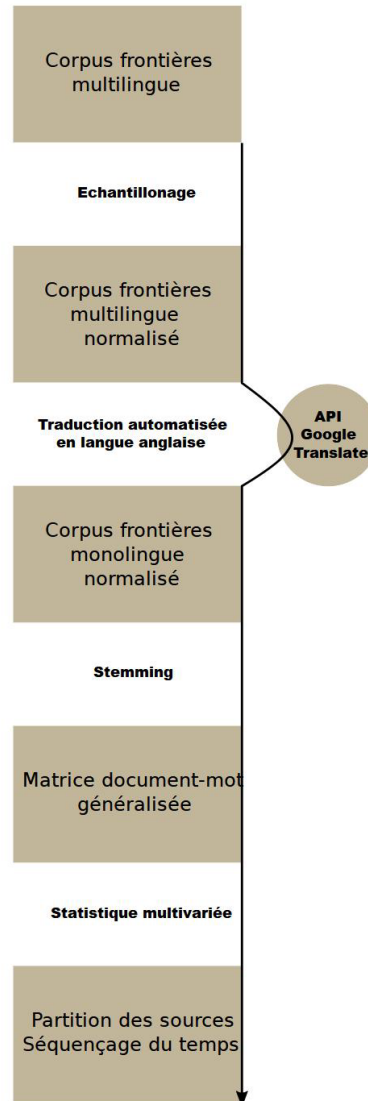 Corpus frontières
multilingue
Echantillonage
Corpus frontières
multilingue
normalisé
Traduction automatisée
en langue anglaise
API
Google
Translate
Corpus frontières
monolingue
normalisé
Stemming
Matrice document-mot
généralisée
Statistique multivariée
Partition des sources
Séquençage du temps